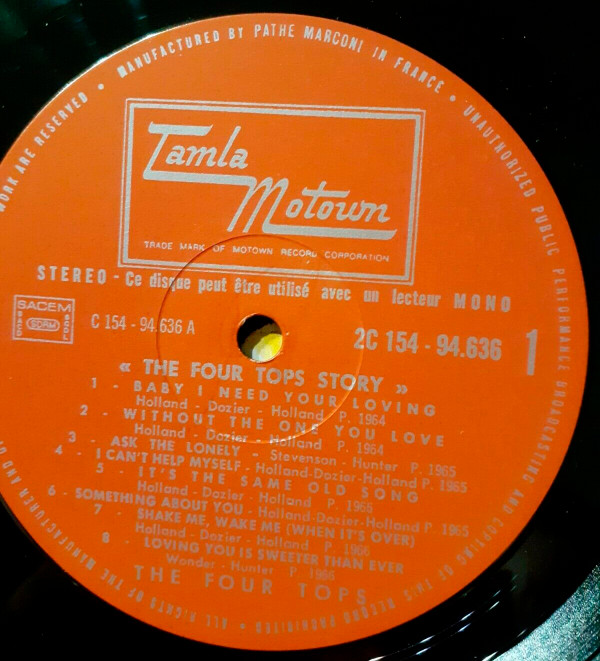 • MANUFACTURED BY PATHE MARCONI IN FRANCE • UNAUTHORIZED PUBLIC PERFORMANCE BROADCASTING AND COPYING OF THIS RECORD PROHIBITED • ALL RIGHTS OF THE MANUFACTURER AND OF
WORK ARE RESERVED
Tamla
Motown
TRADE MARK OF MOTOWN RECORD CORPORATION
STEREO - Ce disque peut être utilisé avec un lecteur MONO
SACEM
SDRM
SACD
SGDL
C 154 - 94.636 A
2C 154 - 94.636 1
« THE FOUR TOPS STORY »
1 - BABY I NEED YOUR LOVING
Holland - Dozier - Holland P. 1964
2 - WITHOUT THE ONE YOU LOVE
Holland - Dozier - Holland P. 1964
3 - ASK THE LONELY - Stevenson - Hunter P. 1965
4 - I CAN'T HELP MYSELF - Holland-Dozier-Holland P. 1965
5 - IT'S THE SAME OLD SONG
Holland - Dozier - Holland P. 1966
6 - SOMETHING ABOUT YOU - Holland-Dozier-Holland P 1965
7 - SHAKE ME, WAKE ME (WHEN IT'S OVER)
Holland - Dozier - Holland P. 1966
8 - LOVING YOU IS SWEETER THAN EVER
Wonder - Hunter P. 1966
THE FOUR TOPS